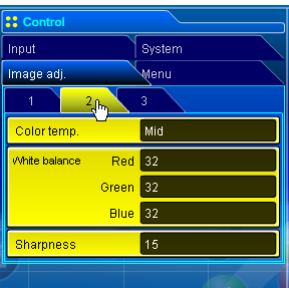 Control
Input System
Image adj. Menu
1 2 3
Color temp. Mid
White balance Red 32
Green 32
Blue 32
Sharpness 15